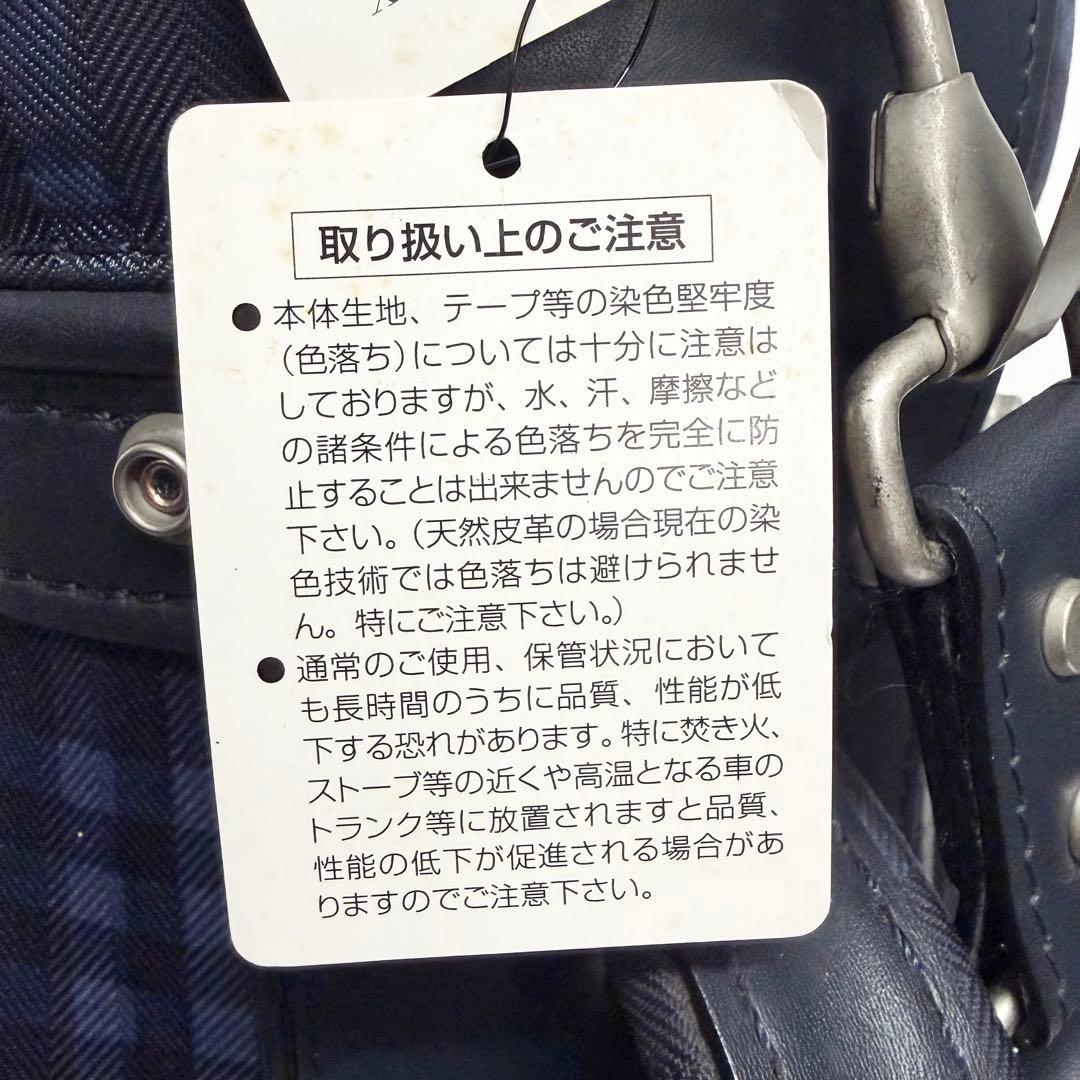 取り扱い上のご注意
●本体生地、テープ等の染色堅牢度
(色落ち)については十分に注意は
しておりますが、水、汗、摩擦など
の諸条件による色落ちを完全に防
止することは出来ませんのでご注意
下さい。(天然皮革の場合現在の染
色技術では色落ちは避けられませ
ん。特にご注意下さい。)
●通常のご使用、保管状況において
も長時間のうちに品質、性能が低
下する恐れがあります。特に焚き火、
ストーブ等の近くや高温となる車の
トランク等に放置されますと品質、
性能の低下が促進される場合があ
りますのでご注意下さい。